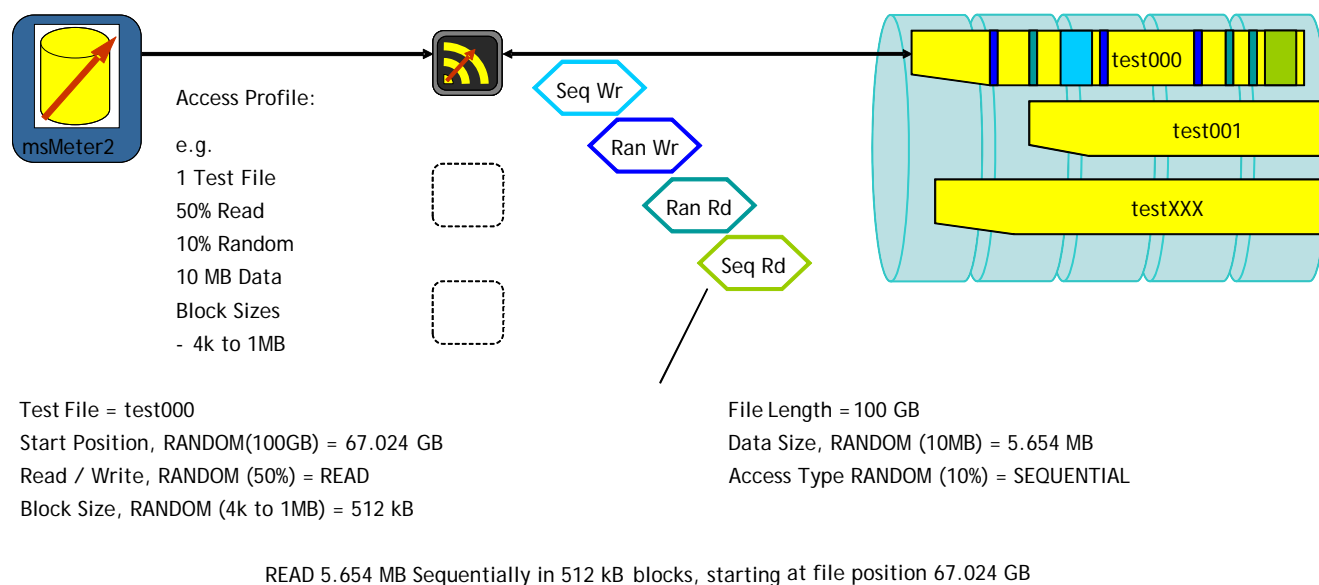 msMeter2
Access Profile:
e.g.
1 Test File
50% Read
10% Random
10 MB Data
Block Sizes
- 4k to 1MB
Seq Wr
Ran Wr
Ran Rd
Seq Rd
test000
test001
testXXX
Test File = test000
Start Position, RANDOM(100GB) = 67.024 GB
Read / Write, RANDOM (50%) = READ
Block Size, RANDOM (4k to 1MB) = 512 kB
File Length = 100 GB
Data Size, RANDOM (10MB) = 5.654 MB
Access Type RANDOM (10%) = SEQUENTIAL
READ 5.654 MB Sequentially in 512 kB blocks, starting at file position 67.024 GB